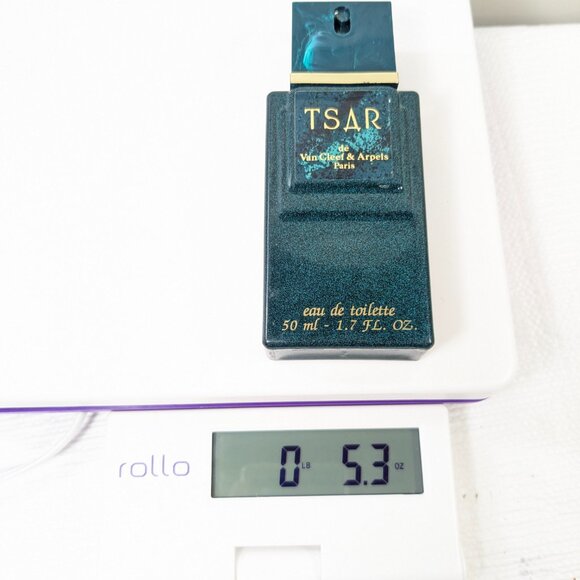 TSAR
de
Van Cleef & Arpels
Paris
eau de toilette
50 ml - 1.7 FL. OZ.
rollo
0 LB 5.3 OZ